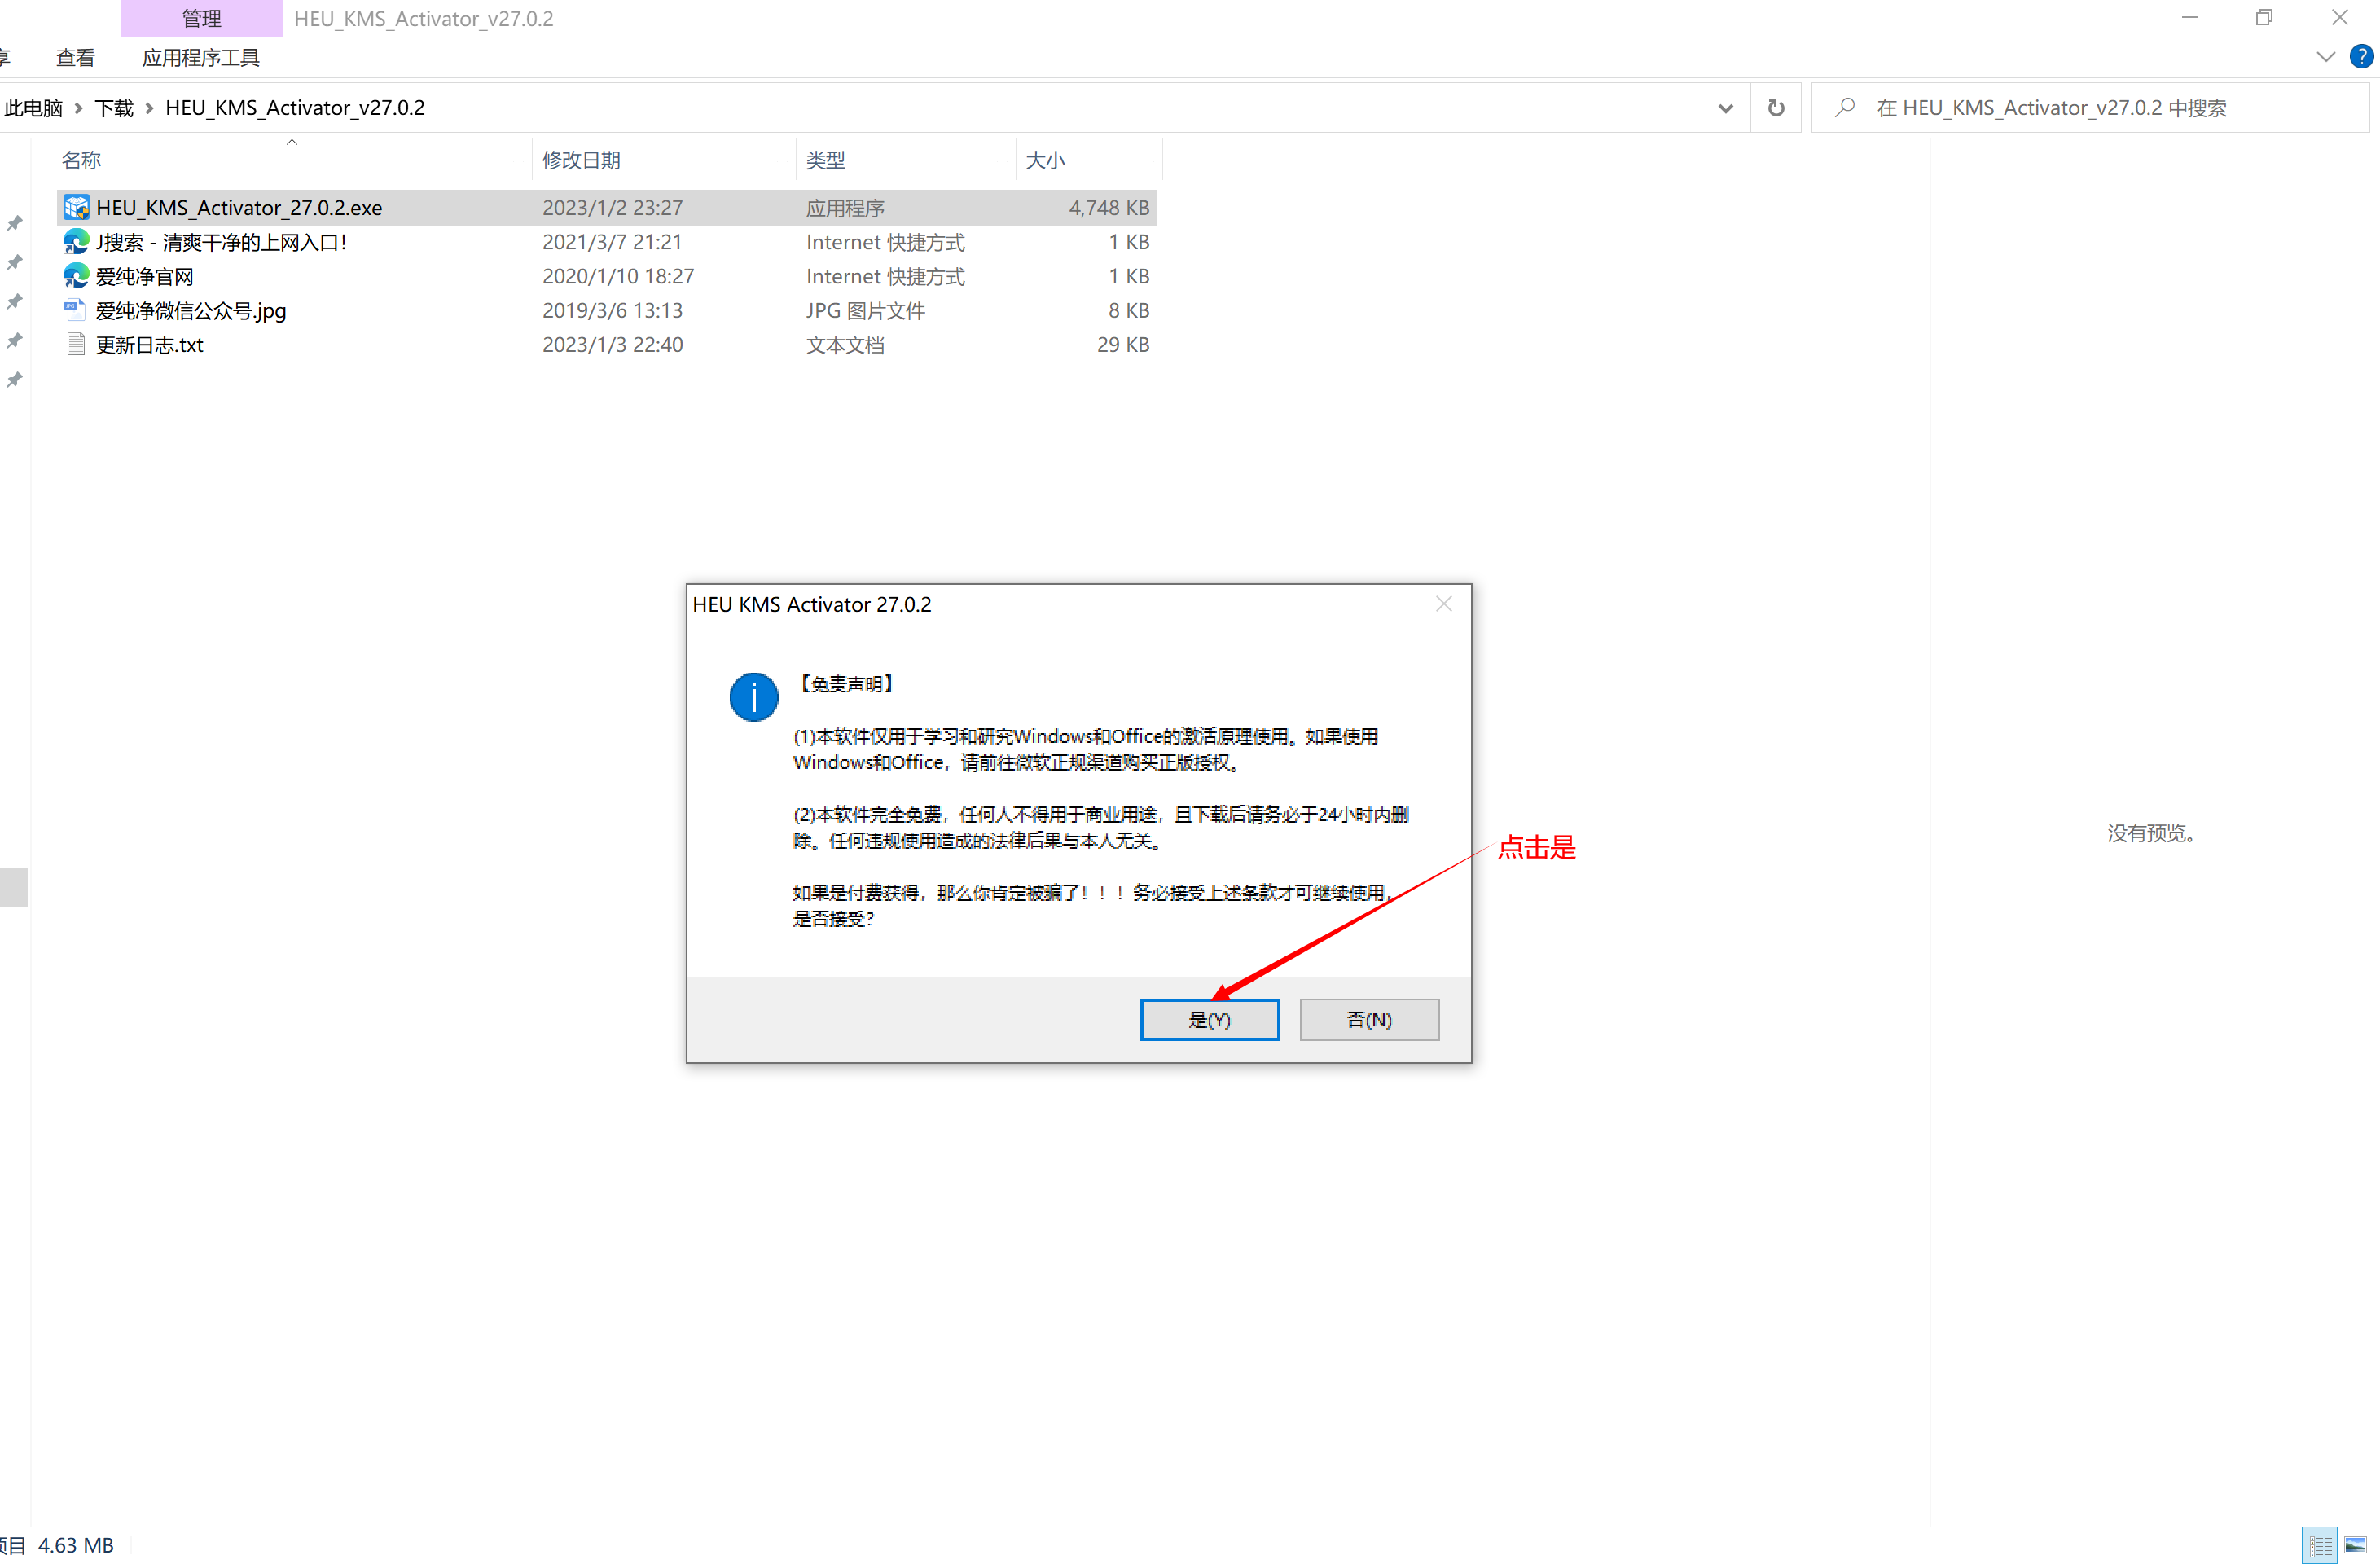 管理
HEU_KMS_Activator_v27.0.2
查看
应用程序工具
此电脑 > 下载 > HEU_KMS_Activator_v27.0.2
在 HEU_KMS_Activator_v27.0.2 中搜索
名称 修改日期 类型 大小
HEU_KMS_Activator_27.0.2.exe 2023/1/2 23:27 应用程序 4,748 KB
J搜索 - 清爽干净的上网入口! 2021/3/7 21:21 Internet 快捷方式 1 KB
爱纯净官网 2020/1/10 18:27 Internet 快捷方式 1 KB
爱纯净微信公众号.jpg 2019/3/6 13:13 JPG 图片文件 8 KB
更新日志.txt 2023/1/3 22:40 文本文档 29 KB
HEU KMS Activator 27.0.2
【免责声明】
(1)本软件仅用于学习和研究Windows和Office的激活原理使用。如果使用
Windows和Office，请前往微软正规渠道购买正版授权。
(2)本软件完全免费，任何人不得用于商业用途，且下载后请务必于24小时内删
除。任何违规使用造成的法律后果与本人无关。
如果是付费获得，那么你肯定被骗了！！！务必接受上述条款才可继续使用，
是否接受?
点击是
是(Y)
否(N)
没有预览。
项目 4.63 MB